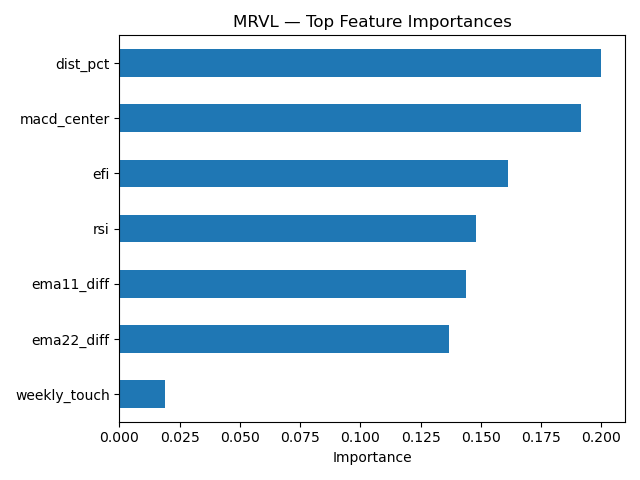 MRVL — Top Feature Importances
dist_pct
macd_center
efi
rsi
ema11_diff
ema22_diff
weekly_touch
0.000 0.025 0.050 0.075 0.100 0.125 0.150 0.175 0.200
Importance